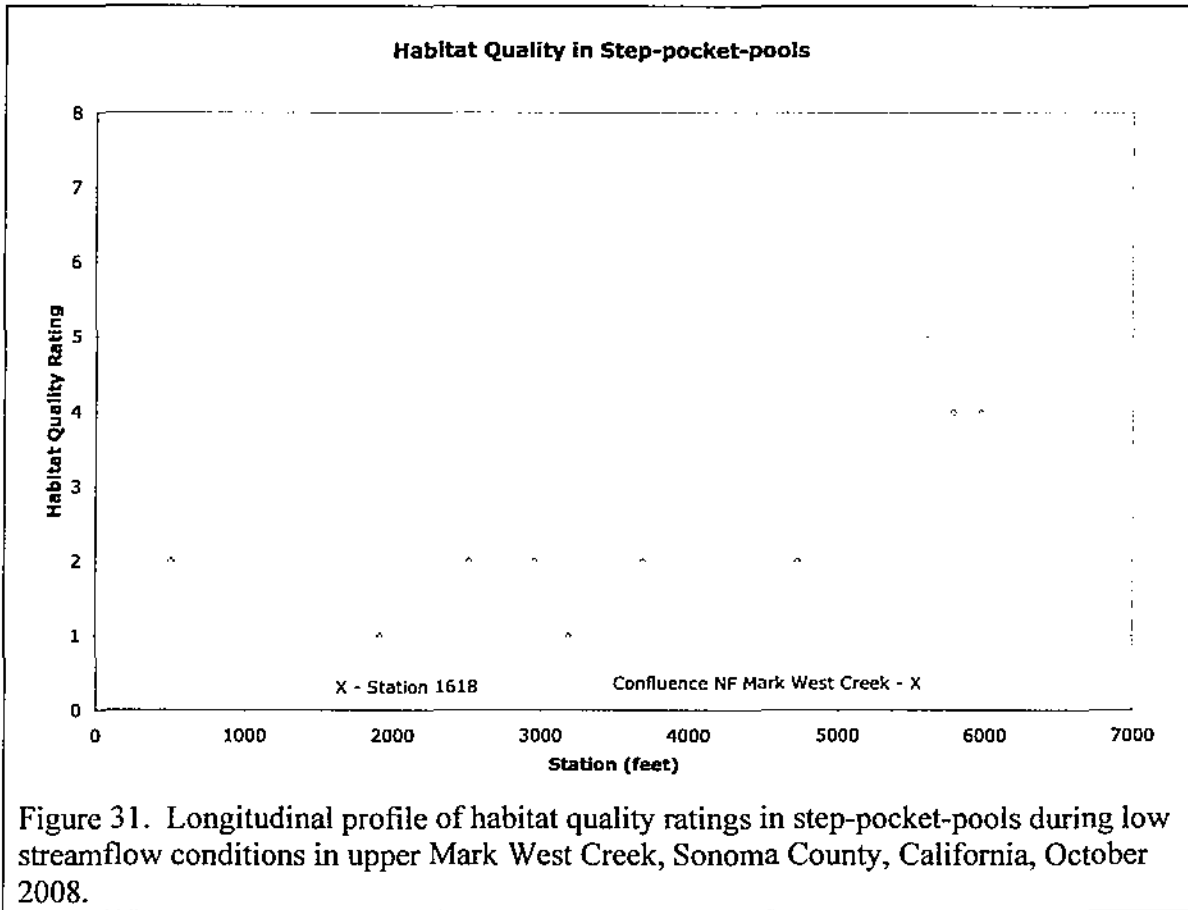 Habitat Quality in Step-pocket-pools
8
7
6
5
4
3
2
1
0
Habitat Quality Rating
X - Station 1618
Confluence NF Mark West Creek - X
0 1000 2000 3000 4000 5000 6000 7000
Station (feet)
Figure 31. Longitudinal profile of habitat quality ratings in step-pocket-pools during low
streamflow conditions in upper Mark West Creek, Sonoma County, California, October
2008.